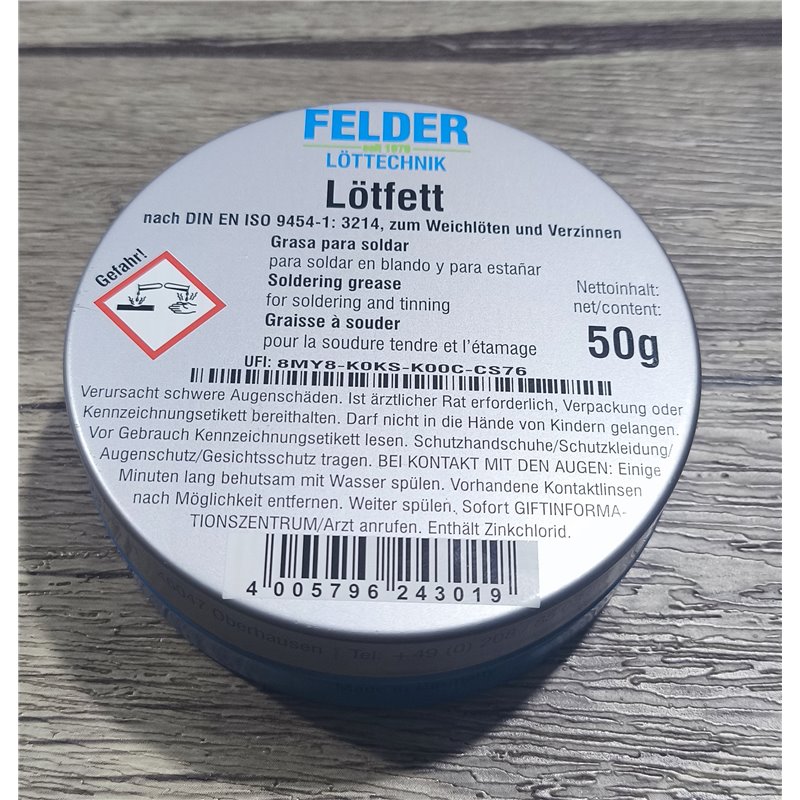 FELDER
seit 1979
LÖTTECHNIK
Lötfett
nach DIN EN ISO 9454-1: 3214, zum Weichlöten und Verzinnen
Gefahr!
Grasa para soldar
para soldar en blando y para estañar
Soldering grease
for soldering and tinning
Graisse à souder
pour la soudure tendre et l'étamage
Nettoinhalt:
net/content:
50g
UFI: 8MY8-K0KS-K00C-CS76
Verursacht schwere Augenschäden. Ist ärztlicher Rat erforderlich, Verpackung oder
Kennzeichnungsetikett bereithalten. Darf nicht in die Hände von Kindern gelangen.
Vor Gebrauch Kennzeichnungsetikett lesen. Schutzhandschuhe/Schutzkleidung/
Augenschutz/Gesichtsschutz tragen. BEI KONTAKT MIT DEN AUGEN: Einige
Minuten lang behutsam mit Wasser spülen. Vorhandene Kontaktlinsen
nach Möglichkeit entfernen. Weiter spülen. Sofort GIFTINFORMA-
TIONSZENTRUM/Arzt anrufen. Enthält Zinkchlorid.
4 005796 243019
Oberhausen | Tel: +49 (0)
Made in